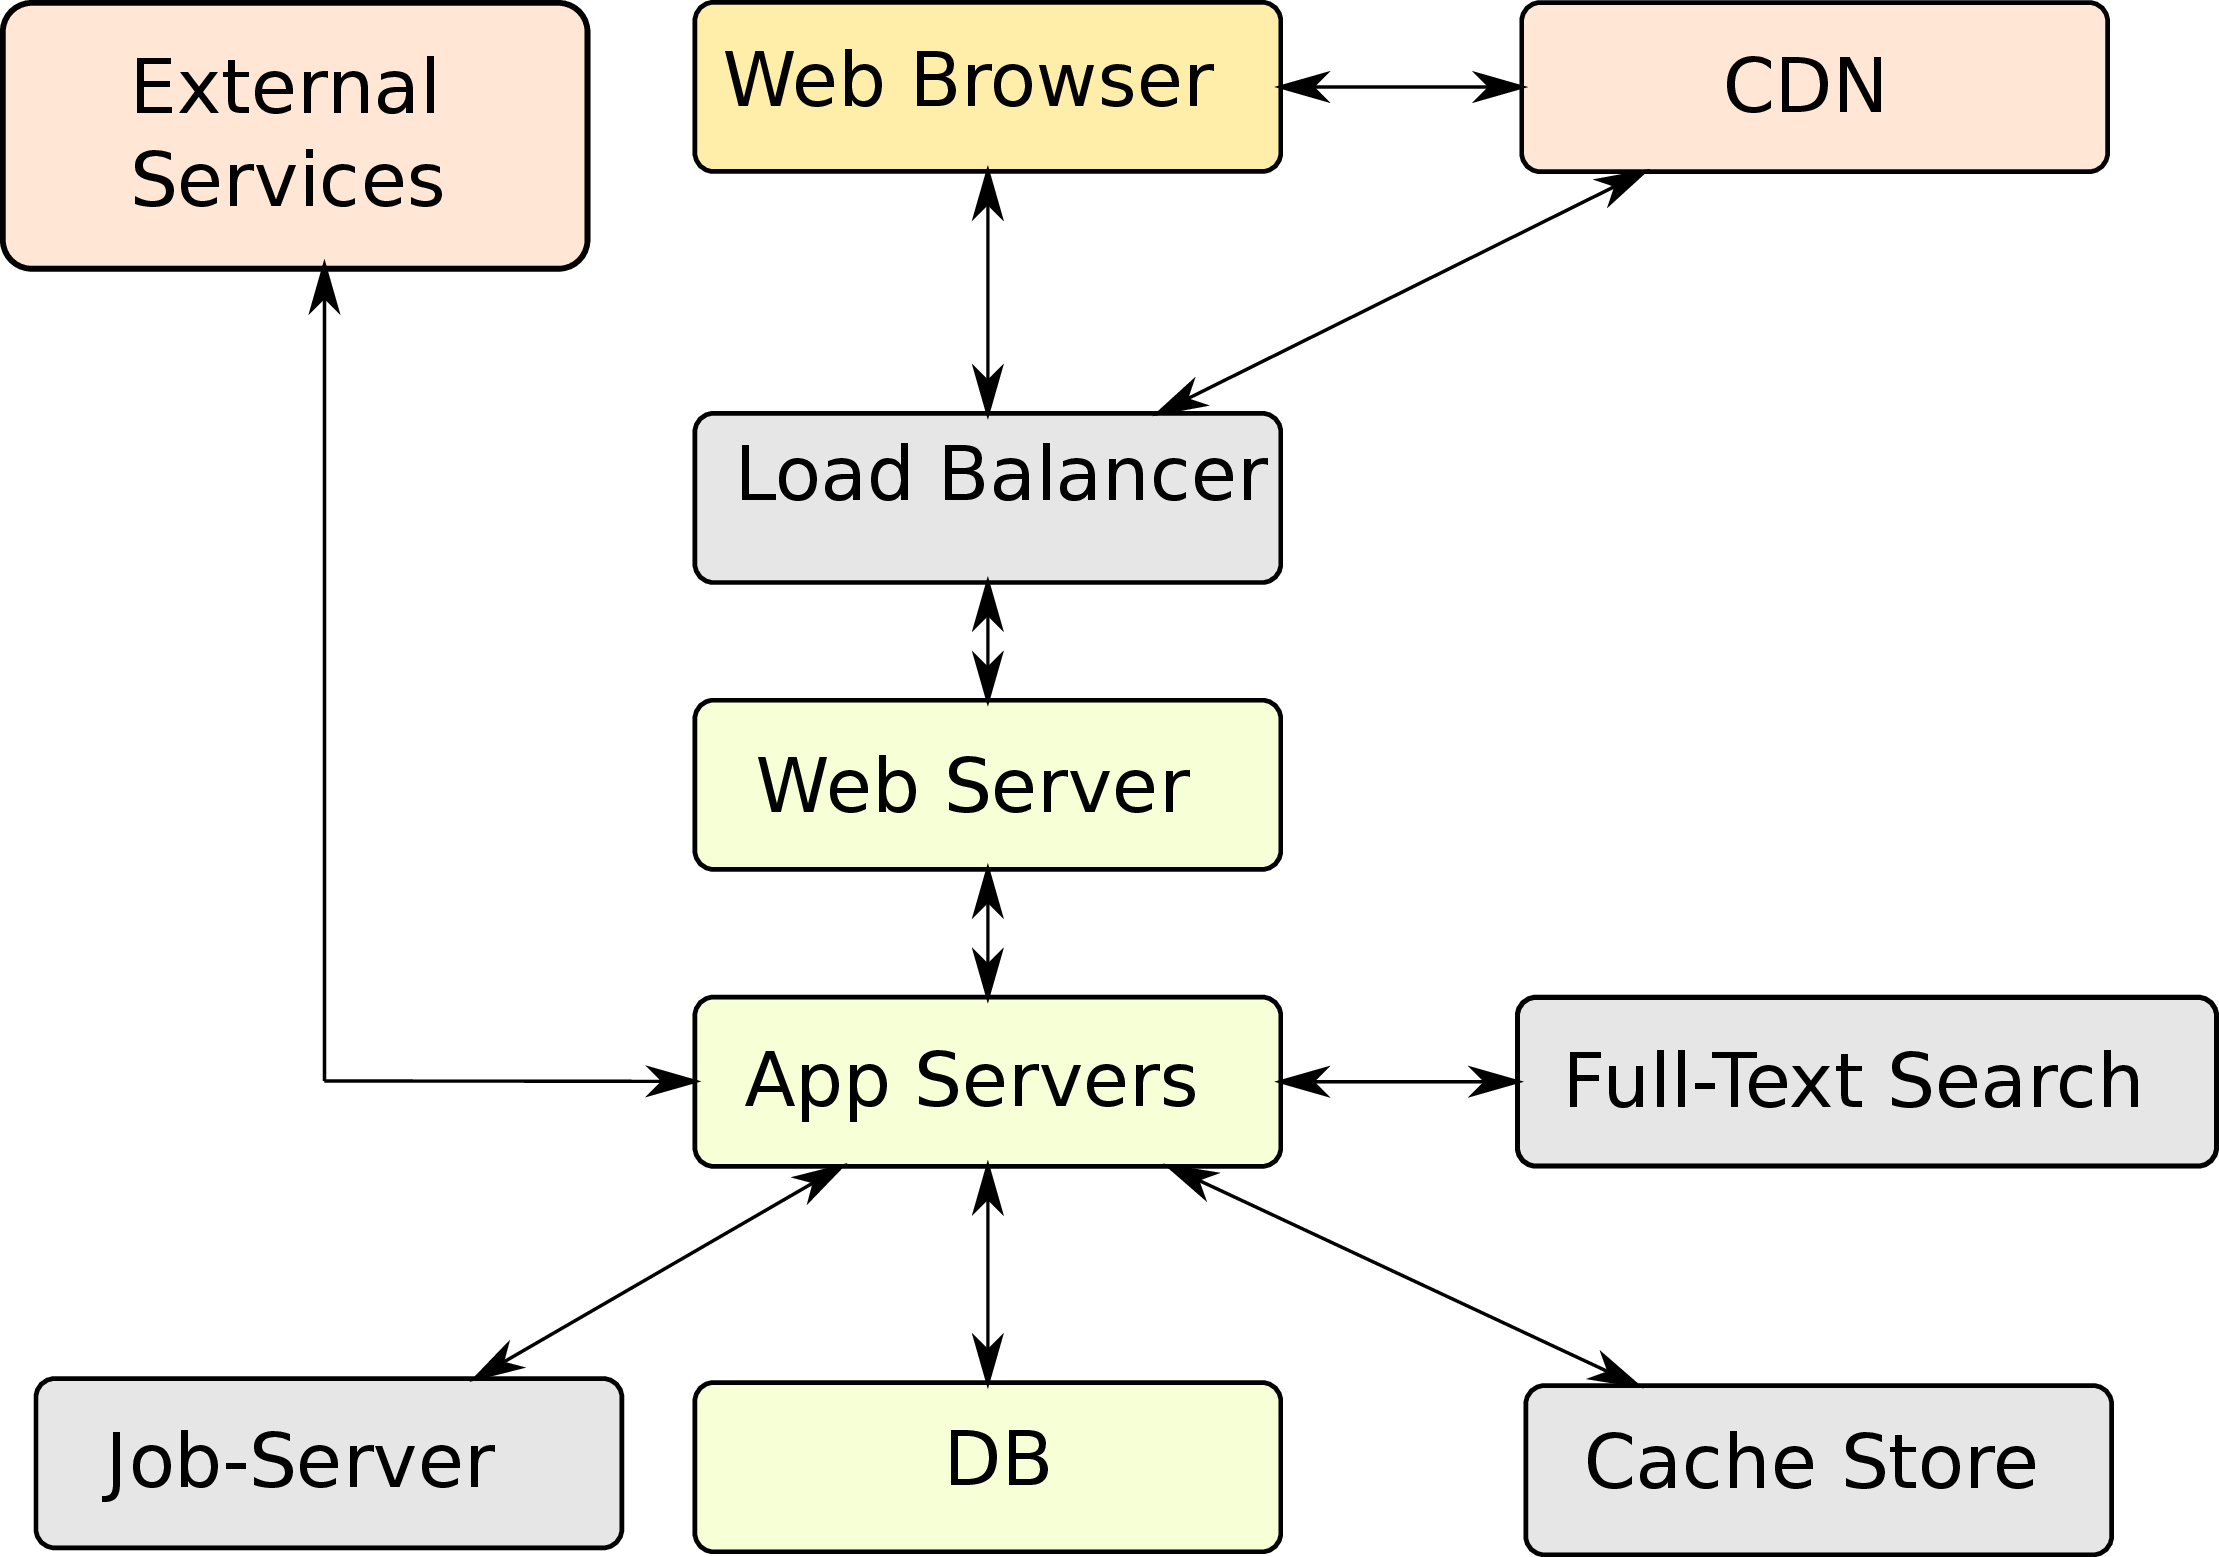 External
Services
Web Browser
CDN
Load Balancer
Web Server
App Servers
Full-Text Search
Job-Server
DB
Cache Store